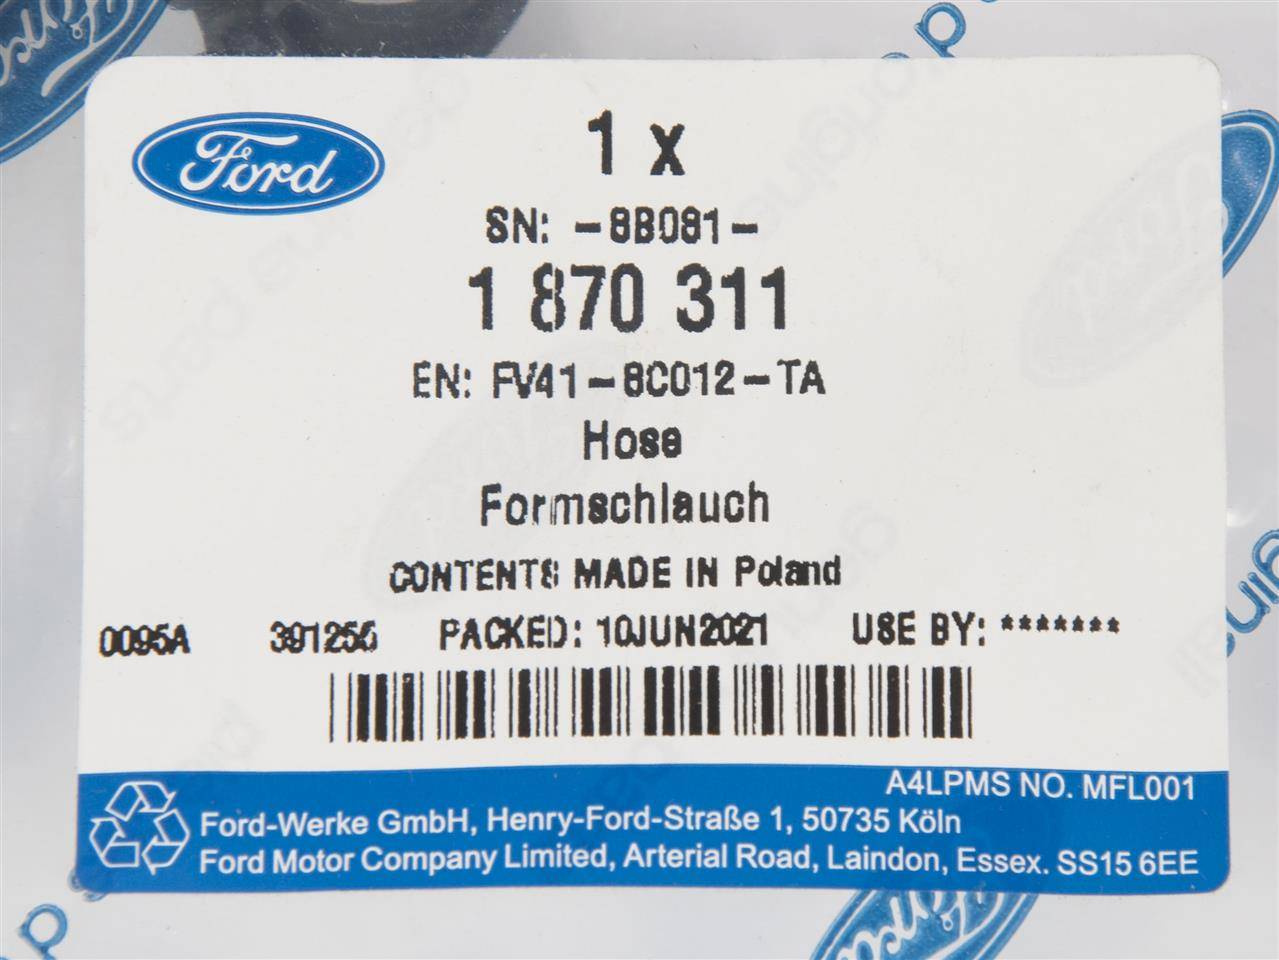 Ford
1 x
SN: -8B081-
1 870 311
EN: FV41-8C012-TA
Hose
Formschlauch
CONTENTS MADE IN Poland
0095A 391256 PACKED: 10JUN2021 USE BY: *******
A4LPMS NO. MFL001
Ford-Werke GmbH, Henry-Ford-Straße 1, 50735 Köln
Ford Motor Company Limited, Arterial Road, Laindon, Essex. SS15 6EE